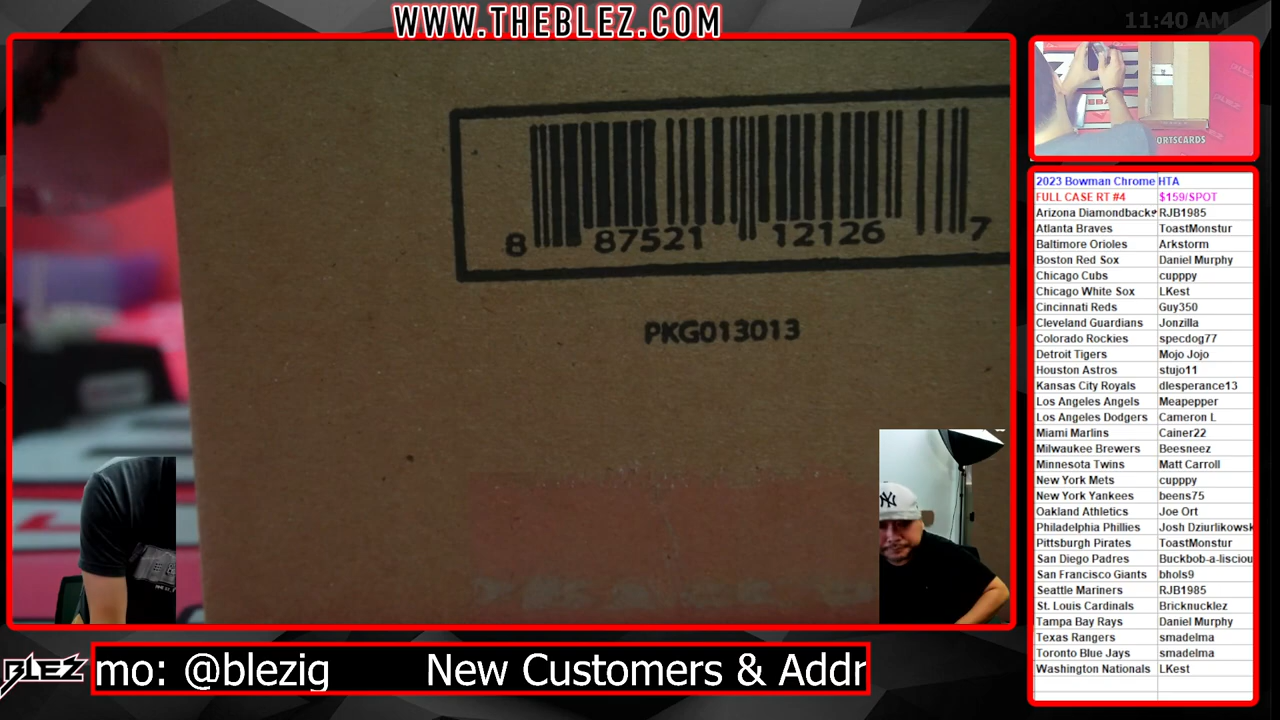 WWW.THEBLEZ.COM
11:40 AM
8 87521 12126 7
PKG013013
ORTSCARDS
NY
2023 Bowman Chrome HTA
FULL CASE RT #4 $159/SPOT
Arizona Diamondbacks RJB1985
Atlanta Braves ToastMonstur
Baltimore Orioles Arkstorm
Boston Red Sox Daniel Murphy
Chicago Cubs cupppy
Chicago White Sox LKest
Cincinnati Reds Guy350
Cleveland Guardians Jonzilla
Colorado Rockies specdog77
Detroit Tigers Mojo Jojo
Houston Astros stujo11
Kansas City Royals dlesperance13
Los Angeles Angels Meapepper
Los Angeles Dodgers Cameron L
Miami Marlins Cainer22
Milwaukee Brewers Beesneez
Minnesota Twins Matt Carroll
New York Mets cupppy
New York Yankees beens75
Oakland Athletics Joe Ort
Philadelphia Phillies Josh Dziurlikowsk
Pittsburgh Pirates ToastMonstur
San Diego Padres Buckbob-a-lisciou
San Francisco Giants bhols9
Seattle Mariners RJB1985
St. Louis Cardinals Bricknucklez
Tampa Bay Rays Daniel Murphy
Texas Rangers smadelma
Toronto Blue Jays smadelma
Washington Nationals LKest
BLEZ mo: @blezig New Customers & Addr